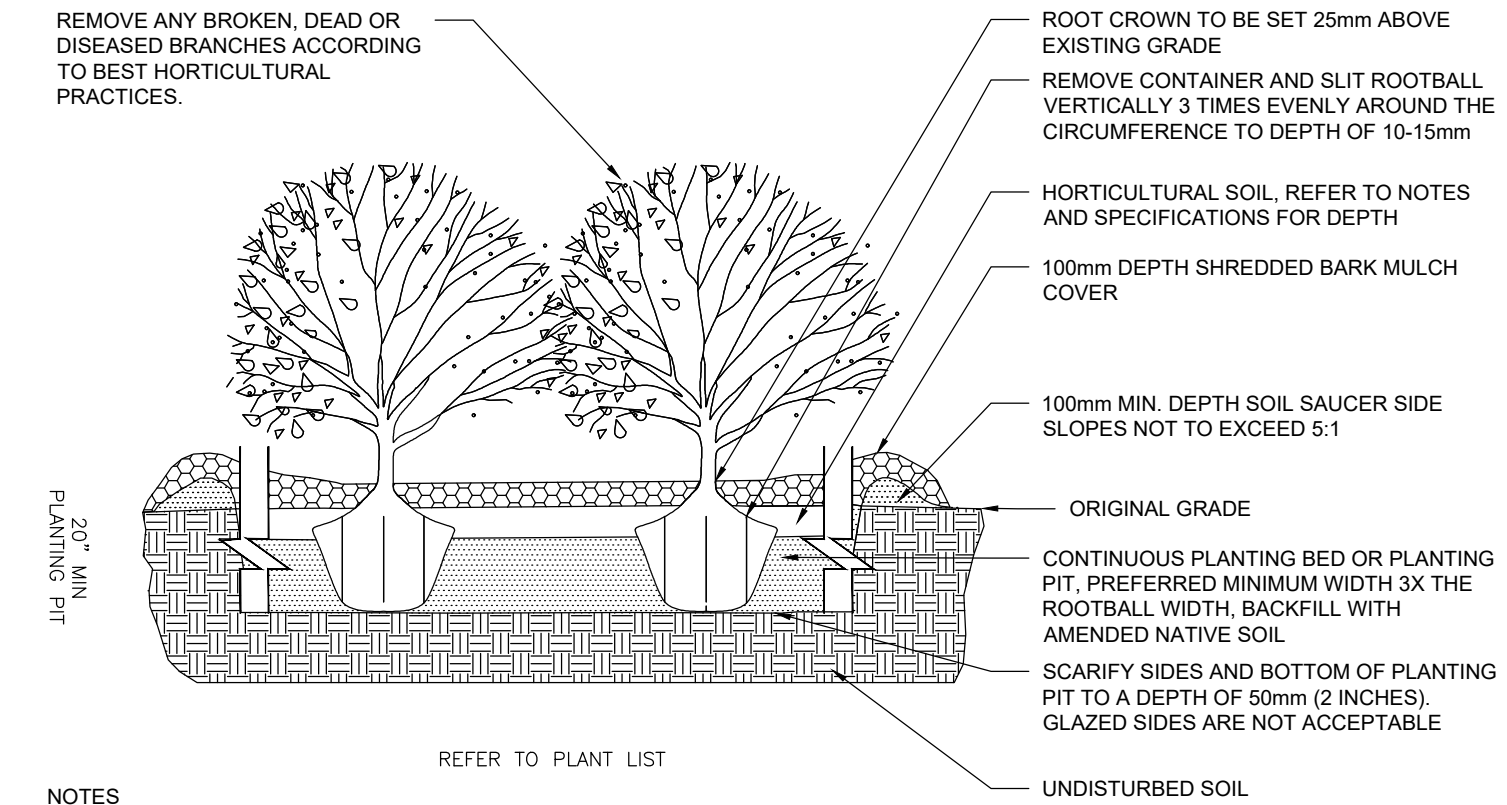 REMOVE ANY BROKEN, DEAD OR
DISEASED BRANCHES ACCORDING
TO BEST HORTICULTURAL
PRACTICES.
ROOT CROWN TO BE SET 25mm ABOVE
EXISTING GRADE
REMOVE CONTAINER AND SLIT ROOTBALL
VERTICALLY 3 TIMES EVENLY AROUND THE
CIRCUMFERENCE TO DEPTH OF 10-15mm
HORTICULTURAL SOIL, REFER TO NOTES
AND SPECIFICATIONS FOR DEPTH
100mm DEPTH SHREDDED BARK MULCH
COVER
100mm MIN. DEPTH SOIL SAUCER SIDE
SLOPES NOT TO EXCEED 5:1
ORIGINAL GRADE
CONTINUOUS PLANTING BED OR PLANTING
PIT, PREFERRED MINIMUM WIDTH 3X THE
ROOTBALL WIDTH, BACKFILL WITH
AMENDED NATIVE SOIL
SCARIFY SIDES AND BOTTOM OF PLANTING
PIT TO A DEPTH OF 50mm (2 INCHES).
GLAZED SIDES ARE NOT ACCEPTABLE
UNDISTURBED SOIL
20" MIN
PLANTING PIT
REFER TO PLANT LIST
NOTES